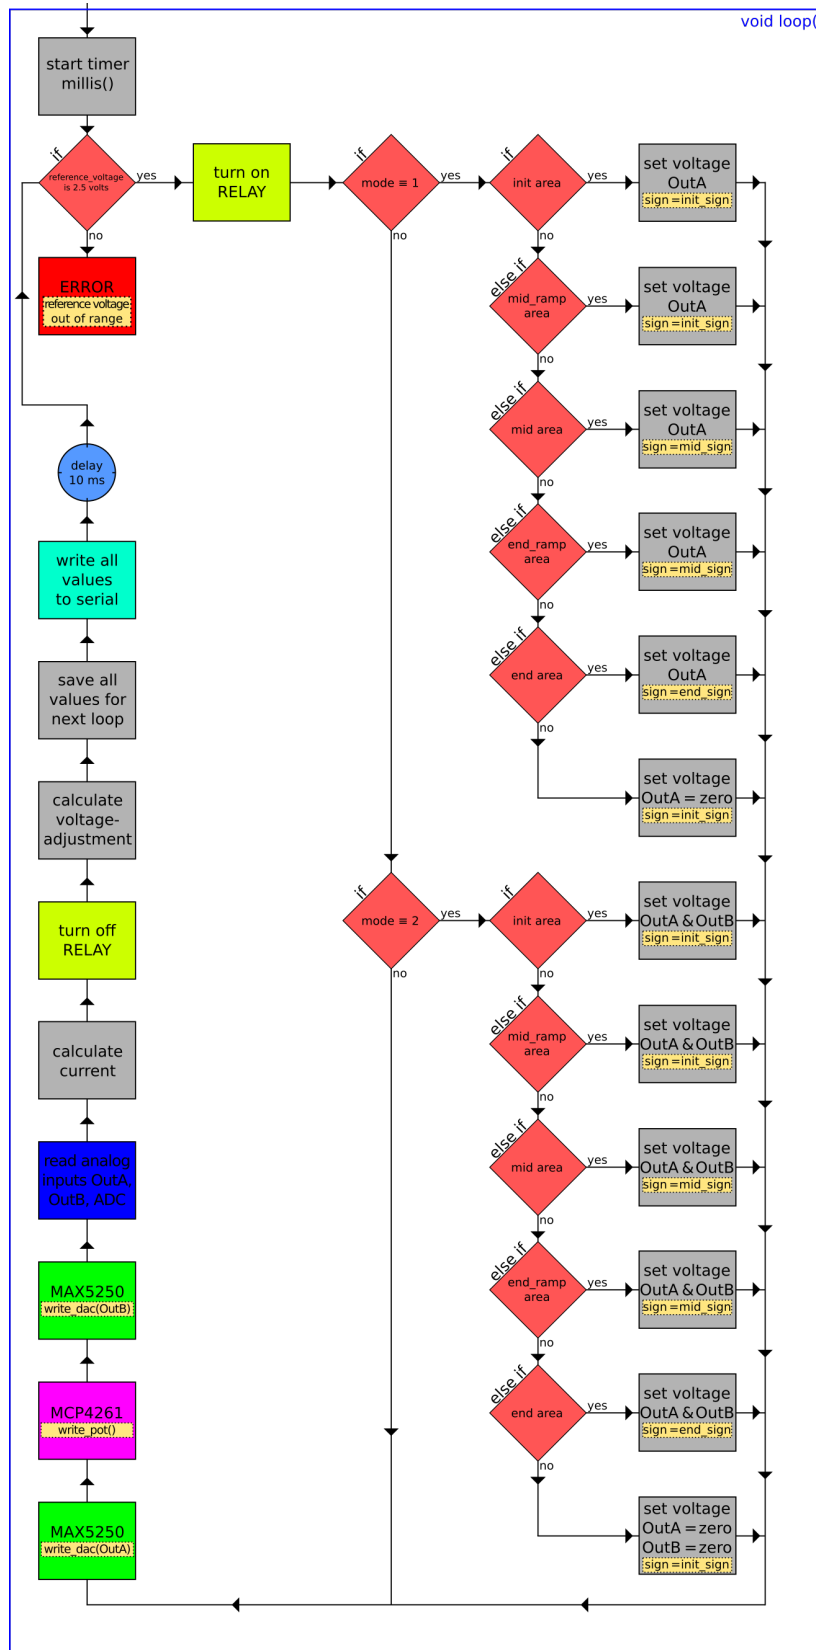 void loop(
start timer
millis()
if
reference_voltage
is 2.5 volts
yes
no
turn on
RELAY
ERROR
reference voltage
out of range
if
mode ≡ 1
yes
no
if
init area
yes
no
set voltage
OutA
sign=init_sign
else if
mid_ramp
area
yes
no
set voltage
OutA
sign=init_sign
else if
mid area
yes
no
set voltage
OutA
sign=mid_sign
else if
end_ramp
area
yes
no
set voltage
OutA
sign=mid_sign
else if
end area
yes
no
set voltage
OutA
sign=end_sign
set voltage
OutA = zero
sign=init_sign
if
mode ≡ 2
yes
no
if
init area
yes
no
set voltage
OutA & OutB
sign=init_sign
else if
mid_ramp
area
yes
no
set voltage
OutA & OutB
sign=init_sign
else if
mid area
yes
no
set voltage
OutA & OutB
sign=mid_sign
else if
end_ramp
area
yes
no
set voltage
OutA & OutB
sign=mid_sign
else if
end area
yes
no
set voltage
OutA & OutB
sign=end_sign
set voltage
OutA = zero
OutB = zero
sign=init_sign
delay
10 ms
write all
values
to serial
save all
values for
next loop
calculate
voltage-
adjustment
turn off
RELAY
calculate
current
read analog
inputs OutA,
OutB, ADC
MAX5250
write_dac(OutB)
MCP4261
write_pot()
MAX5250
write_dac(OutA)